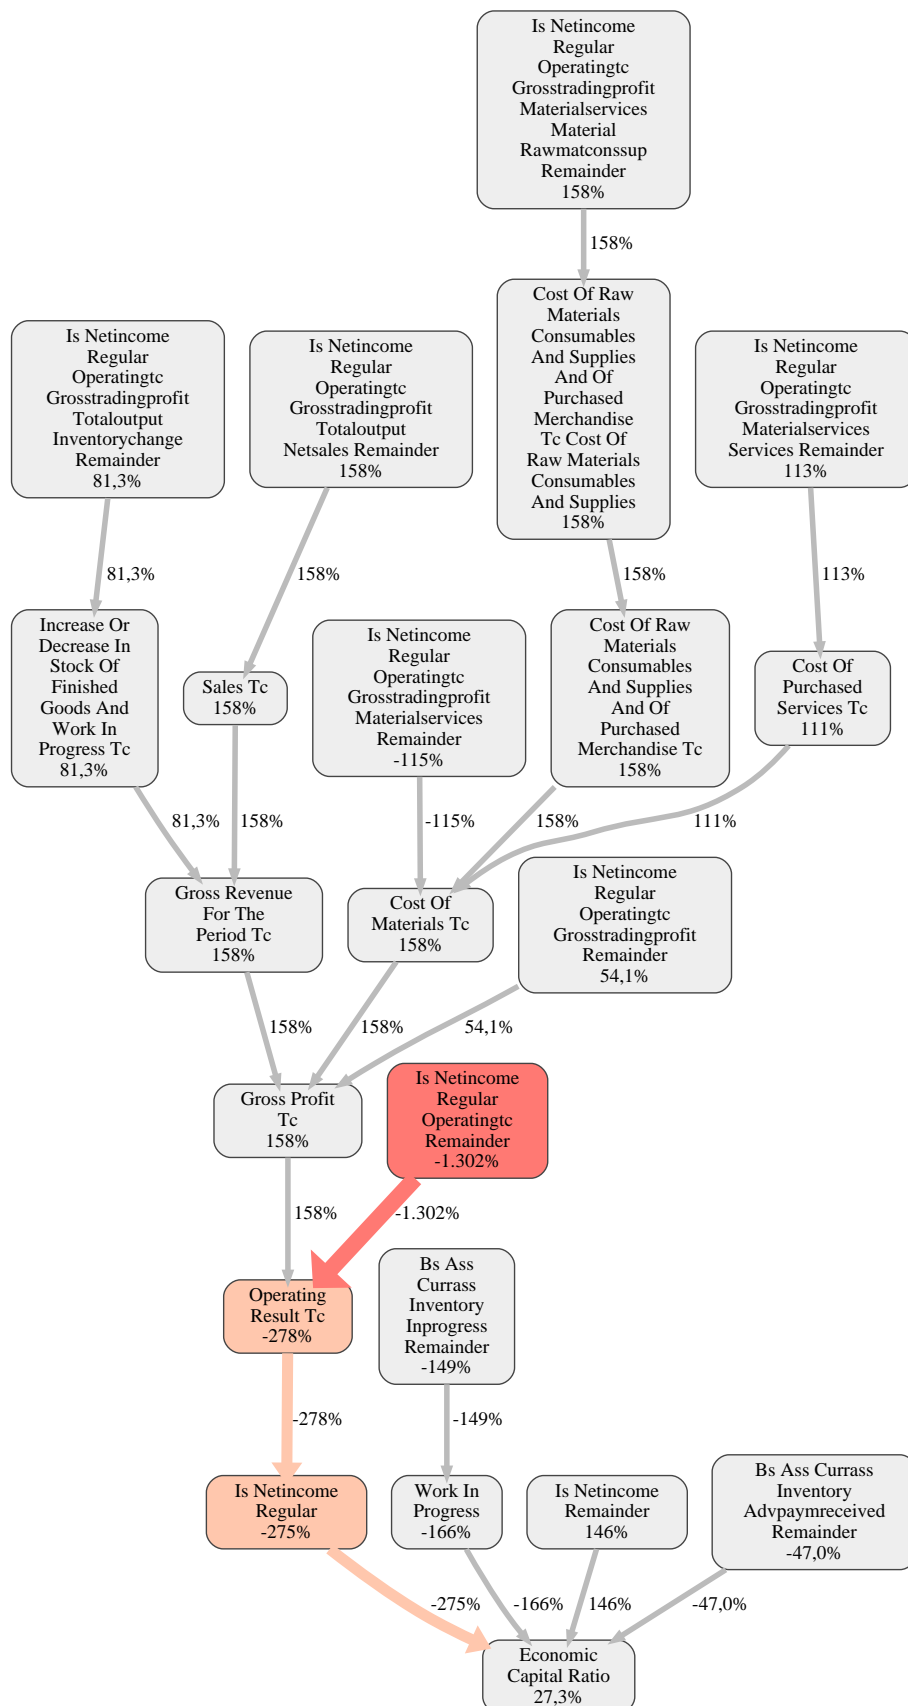 Is Netincome
Regular
Operatingtc
Grosstradingprofit
Materialservices
Material
Rawmatconssup
Remainder
158%
158%
Cost Of Raw
Materials
Consumables
And Supplies
And Of
Purchased
Merchandise
Tc Cost Of
Raw Materials
Consumables
And Supplies
158%
Is Netincome
Regular
Operatingtc
Grosstradingprofit
Totaloutput
Inventorychange
Remainder
81,3%
Is Netincome
Regular
Operatingtc
Grosstradingprofit
Totaloutput
Netsales Remainder
158%
Is Netincome
Regular
Operatingtc
Grosstradingprofit
Materialservices
Services Remainder
113%
81,3%
158%
158%
113%
Increase Or
Decrease In
Stock Of
Finished
Goods And
Work In
Progress Tc
81,3%
Sales Tc
158%
Is Netincome
Regular
Operatingtc
Grosstradingprofit
Materialservices
Remainder
-115%
Cost Of Raw
Materials
Consumables
And Supplies
And Of
Purchased
Merchandise Tc
158%
Cost Of
Purchased
Services Tc
111%
81,3%
158%
-115%
158%
111%
Gross Revenue
For The
Period Tc
158%
Cost Of
Materials Tc
158%
Is Netincome
Regular
Operatingtc
Grosstradingprofit
Remainder
54,1%
158%
158%
54,1%
Gross Profit
Tc
158%
Is Netincome
Regular
Operatingtc
Remainder
-1.302%
158%
-1.302%
Operating
Result Tc
-278%
Bs Ass
Currass
Inventory
Inprogress
Remainder
-149%
-278%
-149%
Is Netincome
Regular
-275%
Work In
Progress
-166%
Is Netincome
Remainder
146%
Bs Ass Currass
Inventory
Advpaymreceived
Remainder
-47,0%
-275%
-166%
146%
-47,0%
Economic
Capital Ratio
27,3%